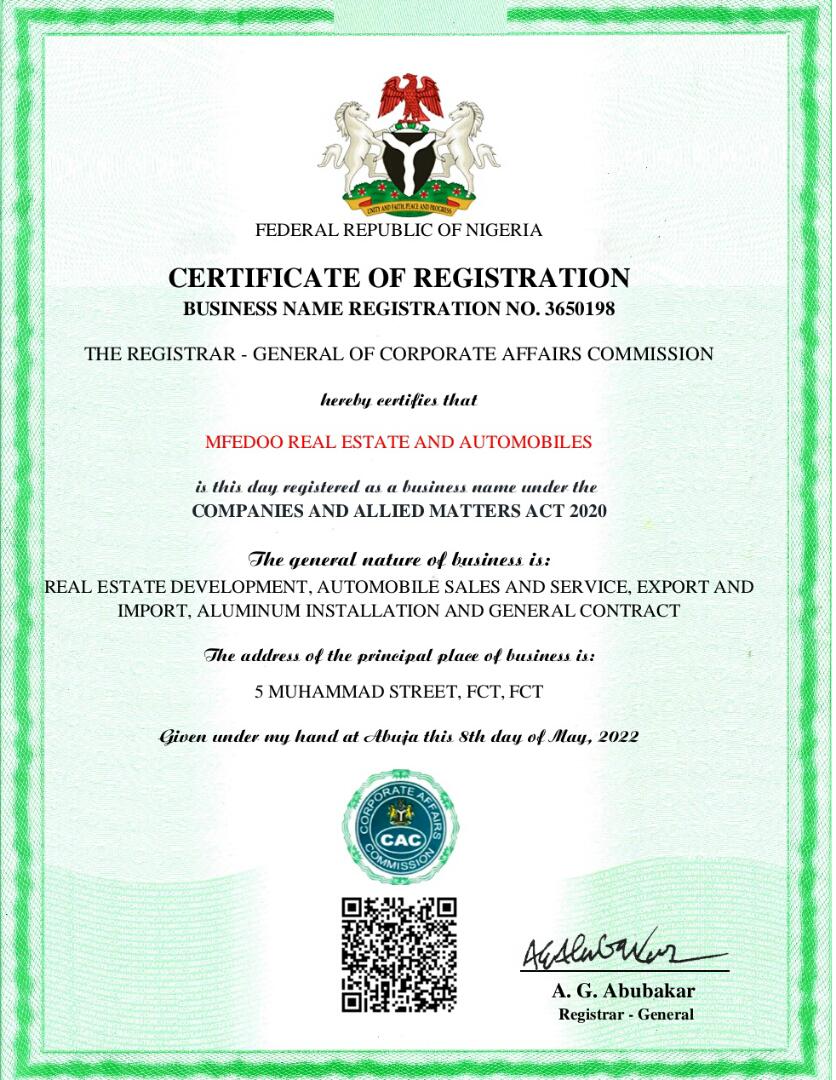 UNITY AND FAITH, PEACE AND PROGRESS
FEDERAL REPUBLIC OF NIGERIA
CERTIFICATE OF REGISTRATION
BUSINESS NAME REGISTRATION NO. 3650198
THE REGISTRAR - GENERAL OF CORPORATE AFFAIRS COMMISSION
hereby certifies that
MFEDOO REAL ESTATE AND AUTOMOBILES
is this day registered as a business name under the
COMPANIES AND ALLIED MATTERS ACT 2020
The general nature of business is:
REAL ESTATE DEVELOPMENT, AUTOMOBILE SALES AND SERVICE, EXPORT AND
IMPORT, ALUMINUM INSTALLATION AND GENERAL CONTRACT
The address of the principal place of business is:
5 MUHAMMAD STREET, FCT, FCT
Given under my hand at Abuja this 8th day of May, 2022
CORPORATE AFFAIRS
CAC
COMMISSION
AGAbubakar
A. G. Abubakar
Registrar - General